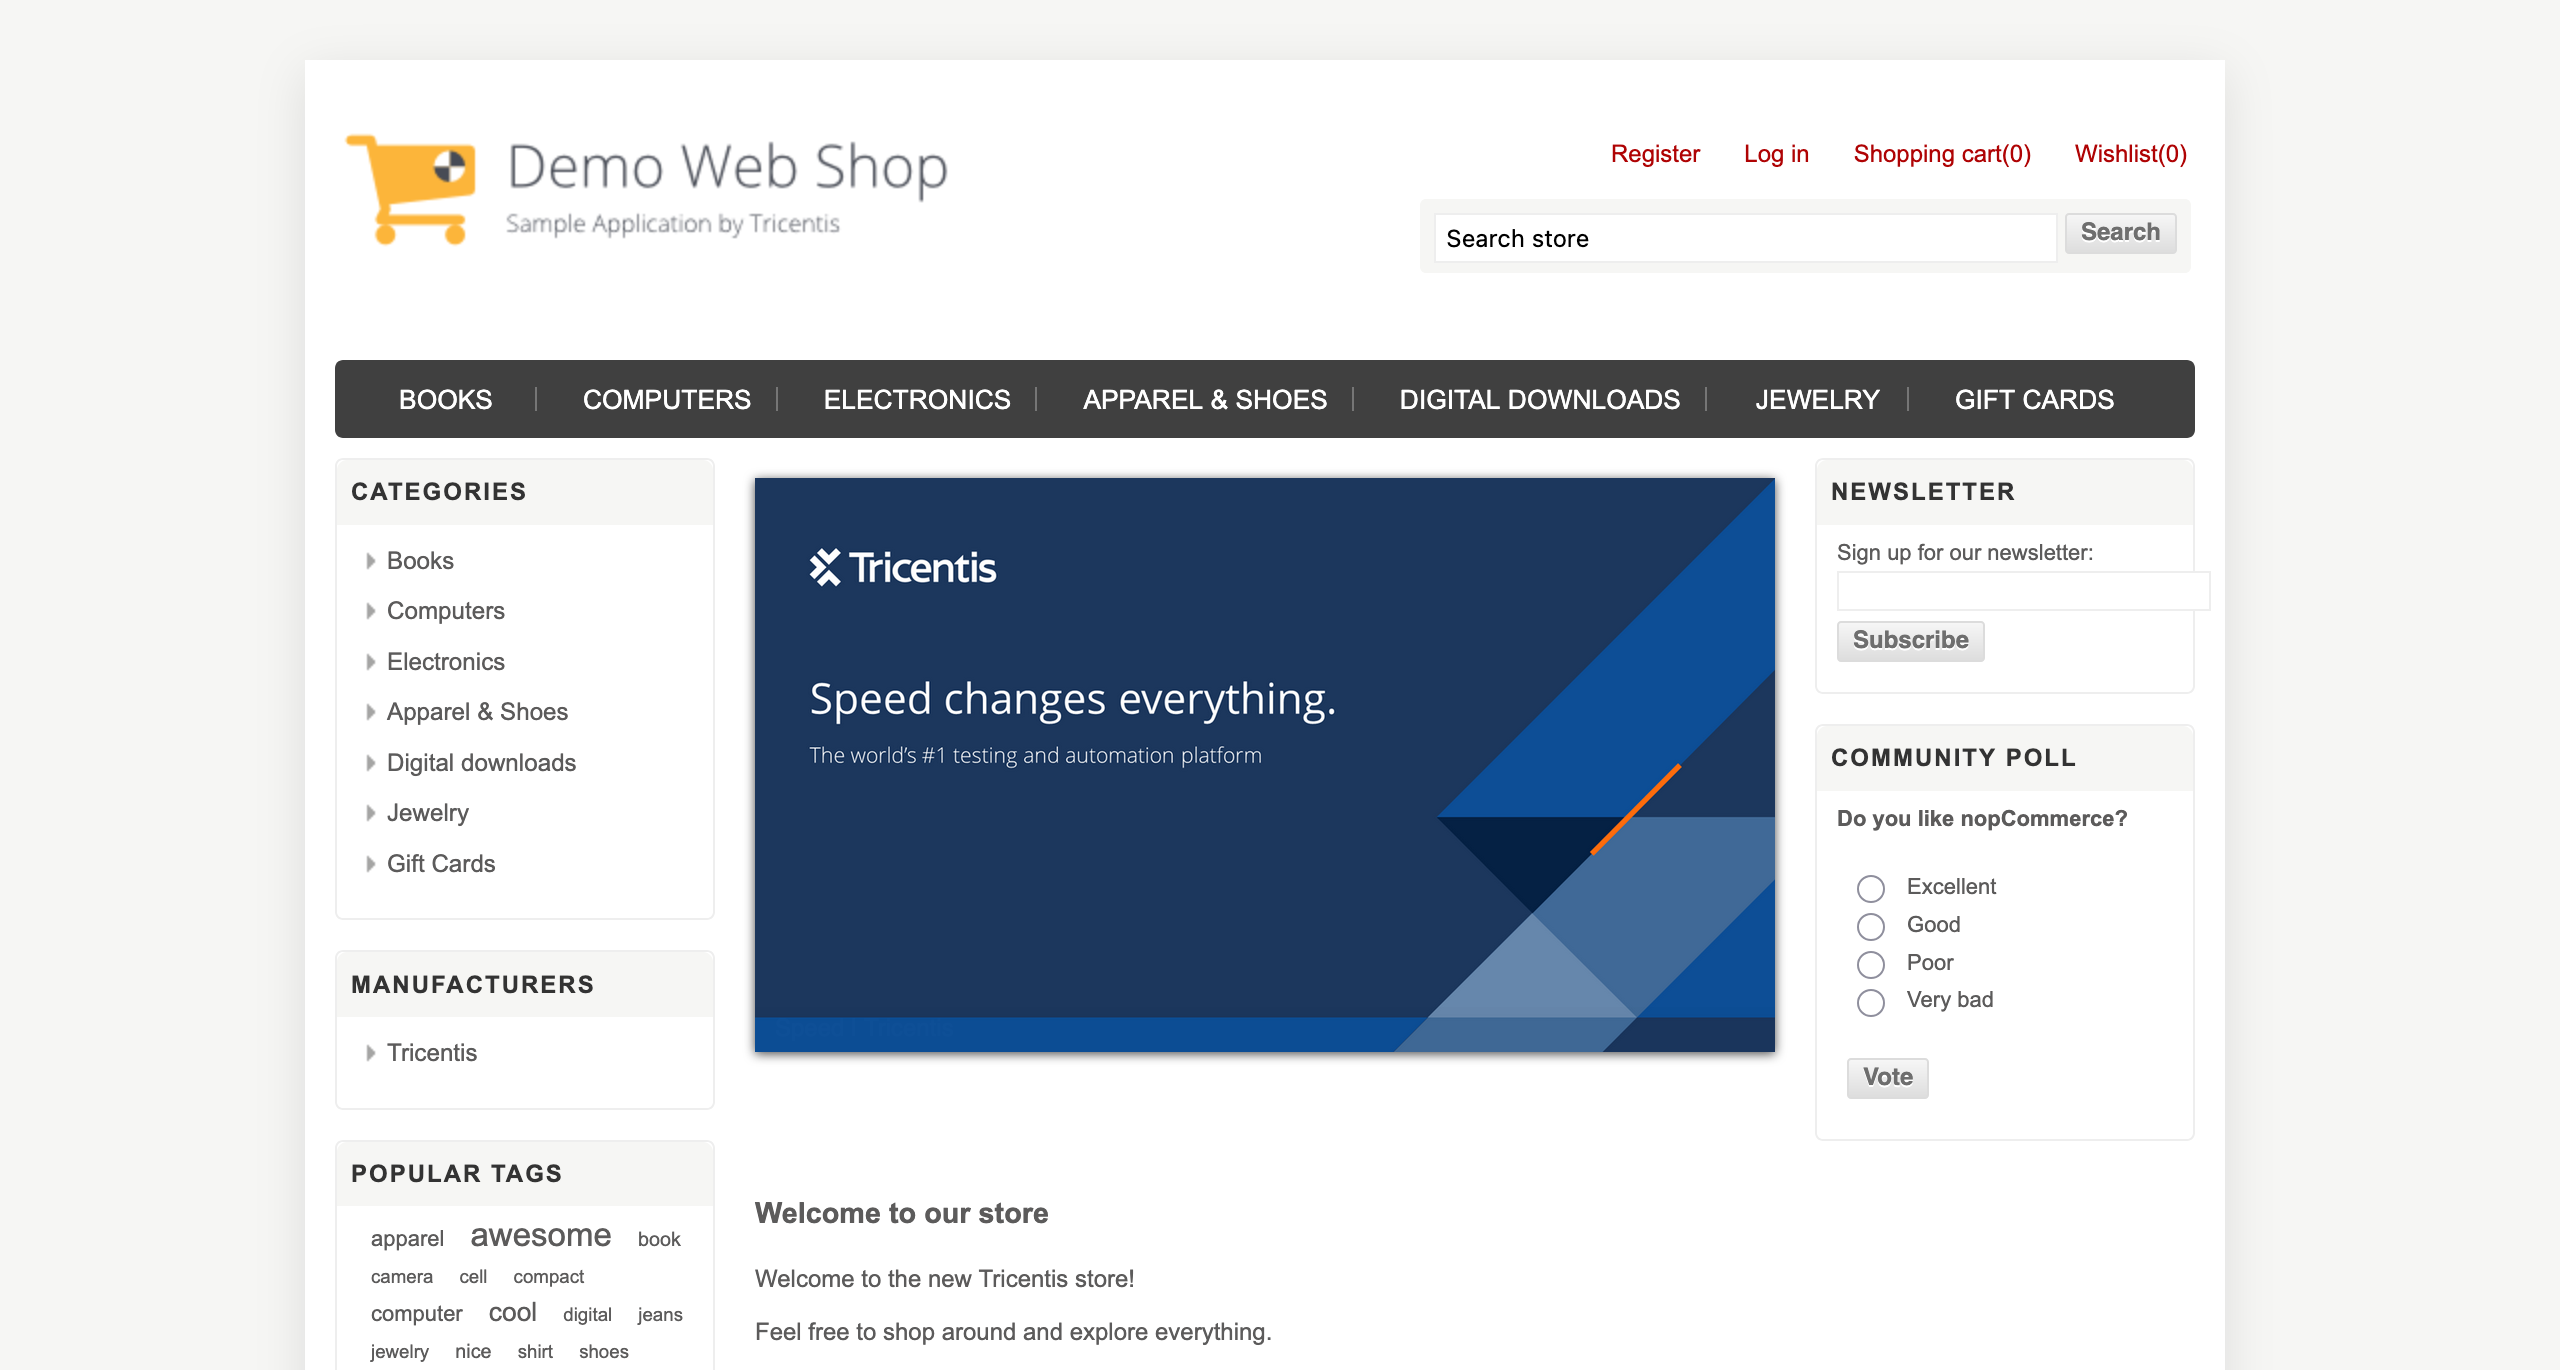 Demo Web Shop
Sample Application by Tricentis
Register Log in Shopping cart(0) Wishlist(0)
Search store Search
BOOKS COMPUTERS ELECTRONICS APPAREL & SHOES DIGITAL DOWNLOADS JEWELRY GIFT CARDS
CATEGORIES
Books
Computers
Electronics
Apparel & Shoes
Digital downloads
Jewelry
Gift Cards
MANUFACTURERS
Tricentis
POPULAR TAGS
apparel awesome book
camera cell compact
computer cool digital jeans
jewelry nice shirt shoes
Tricentis
Speed changes everything.
The world's #1 testing and automation platform
Welcome to our store
Welcome to the new Tricentis store!
Feel free to shop around and explore everything.
NEWSLETTER
Sign up for our newsletter:
Subscribe
COMMUNITY POLL
Do you like nopCommerce?
Excellent
Good
Poor
Very bad
Vote